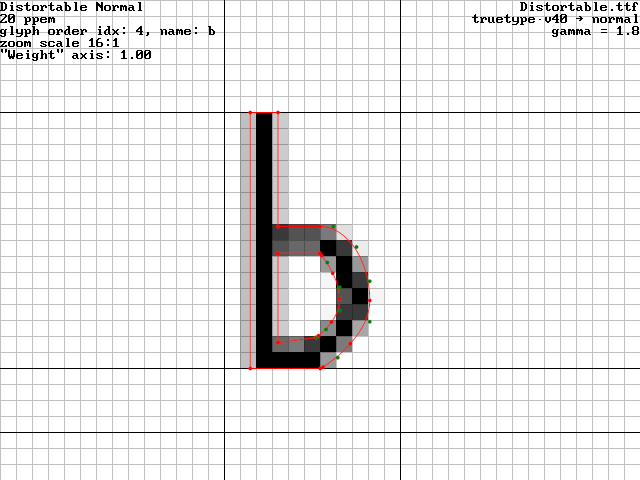 Distortable Normal
20 ppem
glyph order idx: 4, name: b
zoom scale 16:1
"Weight" axis: 1.00
Distortable.ttf
truetype-v40 → normal
gamma = 1.8
b